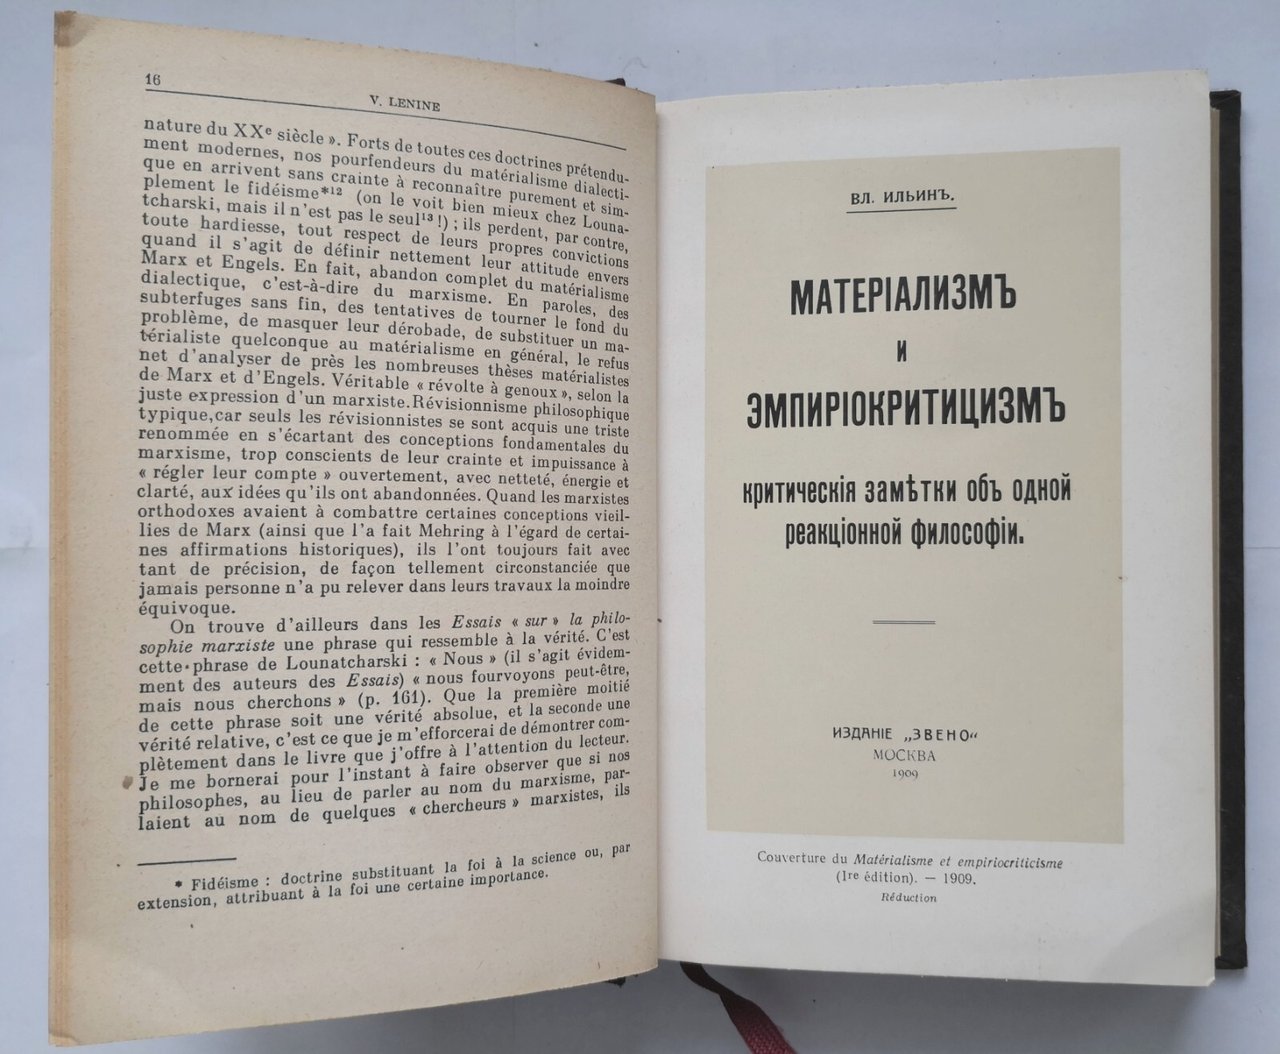 16
V. LENINE
nature du XXe siècle ». Forts de toutes ces doctrines prétendu-
ment modernes, nos pourfendeurs du matérialisme dialecti-
que en arrivent sans crainte à reconnaître purement et sim-
plement le fidéisme*¹² (on le voit bien mieux chez Louna-
tcharski, mais il n'est pas le seul¹³ !) ; ils perdent, par contre,
toute hardiesse, tout respect de leurs propres convictions
quand il s'agit de définir nettement leur attitude envers
Marx et Engels. En fait, abandon complet du matérialisme
dialectique, c'est-à-dire du marxisme. En paroles, des
subterfuges sans fin, des tentatives de tourner le fond du
problème, de masquer leur dérobade, de substituer un ma-
térialiste quelconque au matérialisme en général, le refus
net d'analyser de près les nombreuses thèses matérialistes
de Marx et d'Engels. Véritable « révolte à genoux », selon la
juste expression d'un marxiste. Révisionnisme philosophique
typique, car seuls les révisionnistes se sont acquis une triste
renommée en s'écartant des conceptions fondamentales du
marxisme, trop conscients de leur crainte et impuissance à
« régler leur compte » ouvertement, avec netteté, énergie et
clarté, aux idées qu'ils ont abandonnées. Quand les marxistes
orthodoxes avaient à combattre certaines conceptions vieil-
lies de Marx (ainsi que l'a fait Mehring à l'égard de certai-
nes affirmations historiques), ils l'ont toujours fait avec
tant de précision, de façon tellement circonstanciée que
jamais personne n'a pu relever dans leurs travaux la moindre
équivoque.
On trouve d'ailleurs dans les Essais « sur » la philo-
sophie marxiste une phrase qui ressemble à la vérité. C'est
cette phrase de Lounatcharski : « Nous » (il s'agit évidem-
ment des auteurs des Essais) « nous fourvoyons peut-être,
mais nous cherchons » (p. 161). Que la première moitié
de cette phrase soit une vérité absolue, et la seconde une
vérité relative, c'est ce que je m'efforcerai de démontrer com-
plètement dans le livre que j'offre à l'attention du lecteur.
Je me bornerai pour l'instant à faire observer que si nos
philosophes, au lieu de parler au nom du marxisme, par-
laient au nom de quelques « chercheurs » marxistes, ils
* Fidéisme : doctrine substituant la foi à la science ou, par
extension, attribuant à la foi une certaine importance.
ВЛ. ИЛЬИНЪ.
МАТЕРІАЛИЗМЪ
И
ЭМПИРІОКРИТИЦИЗМЪ
критическія замѣтки объ одной
реакціонной философіи.
ИЗДАНІЕ „ЗВЕНО“
МОСКВА
1909
Couverture du Matérialisme et empiriocriticisme
(1re édition). — 1909.
Réduction